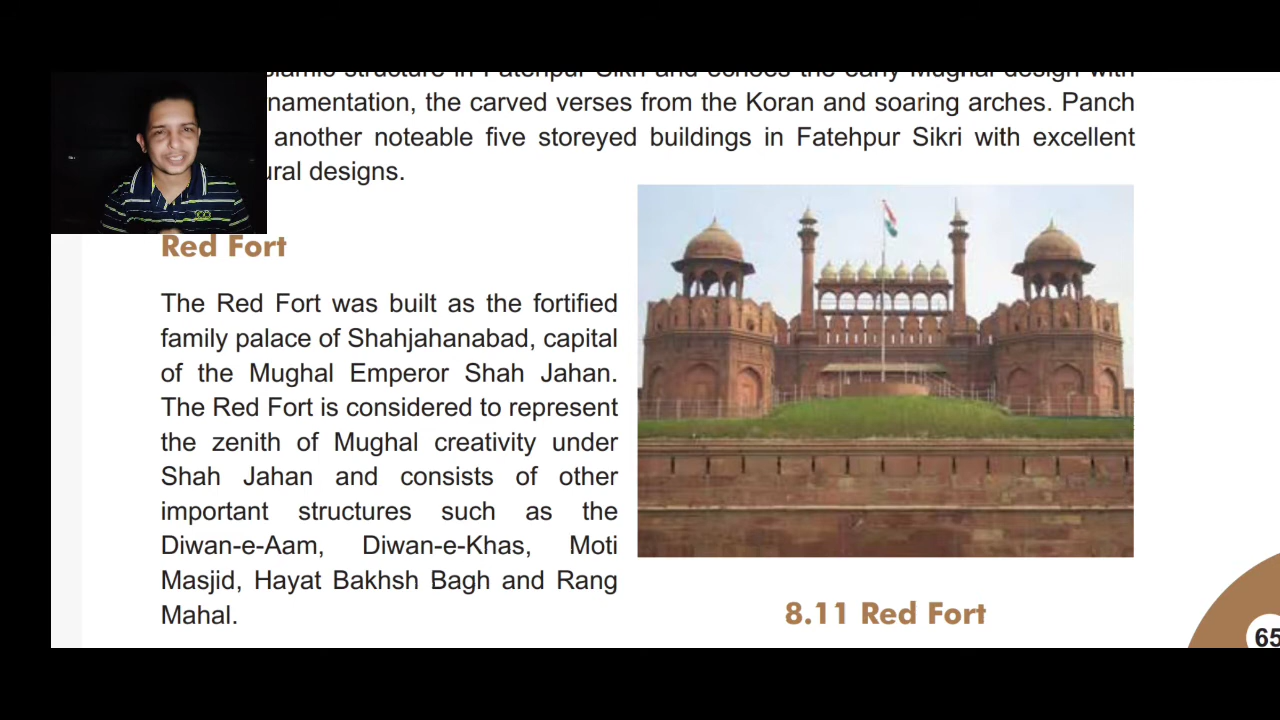 structure in Fatehpur Sikri and echoes the early Mughal design with
namentation, the carved verses from the Koran and soaring arches. Panch
another noteable five storeyed buildings in Fatehpur Sikri with excellent
ural designs.
Red Fort
The Red Fort was built as the fortified
family palace of Shahjahanabad, capital
of the Mughal Emperor Shah Jahan.
The Red Fort is considered to represent
the zenith of Mughal creativity under
Shah Jahan and consists of other
important structures such as the
Diwan-e-Aam, Diwan-e-Khas, Moti
Masjid, Hayat Bakhsh Bagh and Rang
Mahal.
8.11 Red Fort
65